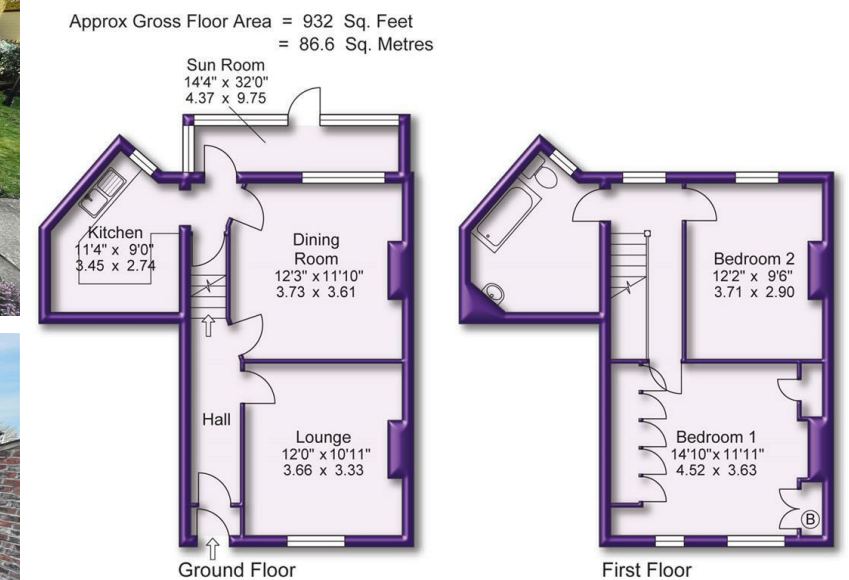 Approx Gross Floor Area = 932 Sq. Feet
= 86.6 Sq. Metres
Sun Room
14'4" x 32'0"
4.37 x 9.75
Kitchen
11'4" x 9'0"
3.45 x 2.74
Dining
Room
12'3" x 11'10"
3.73 x 3.61
Hall
Lounge
12'0" x 10'11"
3.66 x 3.33
Ground Floor
Bedroom 2
12'2" x 9'6"
3.71 x 2.90
Bedroom 1
14'10" x 11'11"
4.52 x 3.63
B
First Floor